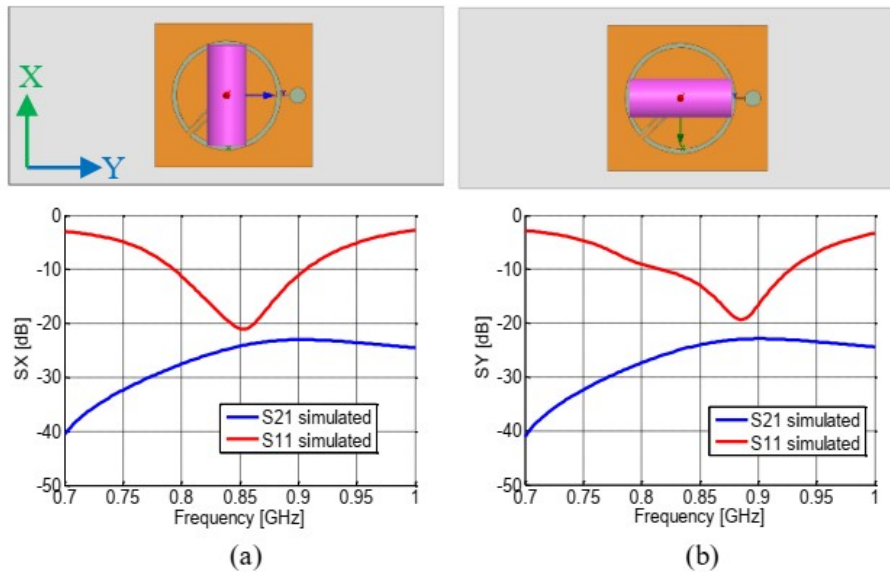 X
Y
0
-10
-20
-30
-40
-50
SX [dB]
S21 simulated
S11 simulated
0.7 0.75 0.8 0.85 0.9 0.95 1
Frequency [GHz]
(a)
0
-10
-20
-30
-40
-50
SY [dB]
S21 simulated
S11 simulated
0.7 0.75 0.8 0.85 0.9 0.95 1
Frequency [GHz]
(b)